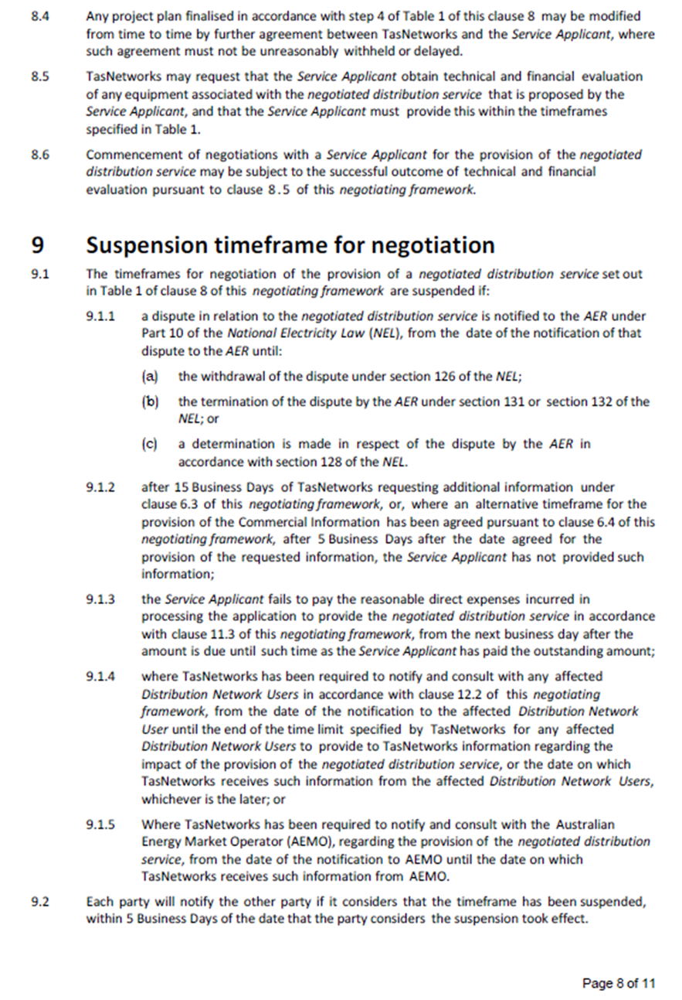 8.4 Any project plan finalised in accordance with step 4 of Table 1 of this clause 8 may be modified
from time to time by further agreement between TasNetworks and the Service Applicant, where
such agreement must not be unreasonably withheld or delayed.
8.5 TasNetworks may request that the Service Applicant obtain technical and financial evaluation
of any equipment associated with the negotiated distribution service that is proposed by the
Service Applicant, and that the Service Applicant must provide this within the timeframes
specified in Table 1.
8.6 Commencement of negotiations with a Service Applicant for the provision of the negotiated
distribution service may be subject to the successful outcome of technical and financial
evaluation pursuant to clause 8.5 of this negotiating framework.
9 Suspension timeframe for negotiation
9.1 The timeframes for negotiation of the provision of a negotiated distribution service set out
in Table 1 of clause 8 of this negotiating framework are suspended if:
9.1.1 a dispute in relation to the negotiated distribution service is notified to the AER under
Part 10 of the National Electricity Law (NEL), from the date of the notification of that
dispute to the AER until:
(a) the withdrawal of the dispute under section 126 of the NEL;
(b) the termination of the dispute by the AER under section 131 or section 132 of the
NEL; or
(c) a determination is made in respect of the dispute by the AER in
accordance with section 128 of the NEL.
9.1.2 after 15 Business Days of TasNetworks requesting additional information under
clause 6.3 of this negotiating framework, or, where an alternative timeframe for the
provision of the Commercial Information has been agreed pursuant to clause 6.4 of this
negotiating framework, after 5 Business Days after the date agreed for the
provision of the requested information, the Service Applicant has not provided such
information;
9.1.3 the Service Applicant fails to pay the reasonable direct expenses incurred in
processing the application to provide the negotiated distribution service in accordance
with clause 11.3 of this negotiating framework, from the next business day after the
amount is due until such time as the Service Applicant has paid the outstanding amount;
9.1.4 where TasNetworks has been required to notify and consult with any affected
Distribution Network Users in accordance with clause 12.2 of this negotiating
framework, from the date of the notification to the affected Distribution Network
User until the end of the time limit specified by TasNetworks for any affected
Distribution Network Users to provide to TasNetworks information regarding the
impact of the provision of the negotiated distribution service, or the date on which
TasNetworks receives such information from the affected Distribution Network Users,
whichever is the later; or
9.1.5 Where TasNetworks has been required to notify and consult with the Australian
Energy Market Operator (AEMO), regarding the provision of the negotiated distribution
service, from the date of the notification to AEMO until the date on which
TasNetworks receives such information from AEMO.
9.2 Each party will notify the other party if it considers that the timeframe has been suspended,
within 5 Business Days of the date that the party considers the suspension took effect.
Page 8 of 11